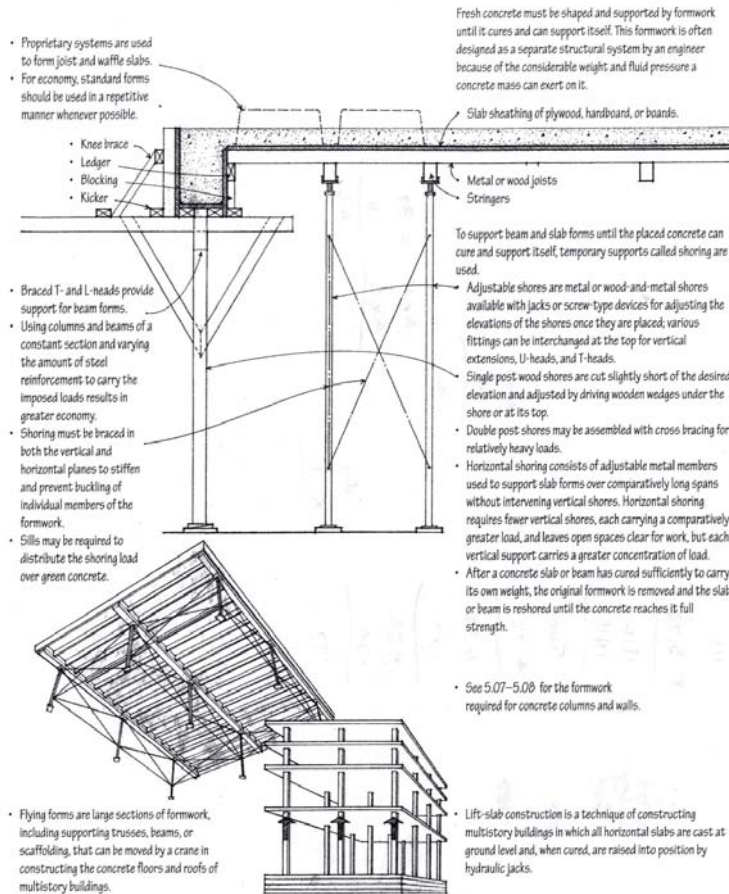 Fresh concrete must be shaped and supported by formwork
until it cures and can support itself. This formwork is often
designed as a separate structural system by an engineer
because of the considerable weight and fluid pressure a
concrete mass can exert on it.
• Proprietary systems are used
to form joist and waffle slabs.
• For economy, standard forms
should be used in a repetitive
manner whenever possible.
• Slab sheathing of plywood, hardboard, or boards.
• Knee brace
• Ledger
• Blocking
• Kicker
• Metal or wood joists
• Stringers
To support beam and slab forms until the placed concrete can
cure and support itself, temporary supports called shoring are
used.
• Adjustable shores are metal or wood-and-metal shores
available with jacks or screw-type devices for adjusting the
elevations of the shores once they are placed; various
fittings can be interchanged at the top for vertical
extensions, U-heads, and T-heads.
• Single post wood shores are cut slightly short of the desired
elevation and adjusted by driving wooden wedges under the
shore or at its top.
• Double post shores may be assembled with cross bracing for
relatively heavy loads.
• Horizontal shoring consists of adjustable metal members
used to support slab forms over comparatively long spans
without intervening vertical shores. Horizontal shoring
requires fewer vertical shores, each carrying a comparatively
greater load, and leaves open spaces clear for work, but each
vertical support carries a greater concentration of load.
• After a concrete slab or beam has cured sufficiently to carry
its own weight, the original formwork is removed and the slab
or beam is reshored until the concrete reaches it full
strength.
• Braced T- and L-heads provide
support for beam forms.
• Using columns and beams of a
constant section and varying
the amount of steel
reinforcement to carry the
imposed loads results in
greater economy.
• Shoring must be braced in
both the vertical and
horizontal planes to stiffen
and prevent buckling of
individual members of the
formwork.
• Sills may be required to
distribute the shoring load
over green concrete.
• See 5.07–5.08 for the formwork
required for concrete columns and walls.
• Flying forms are large sections of formwork,
including supporting trusses, beams, or
scaffolding, that can be moved by a crane in
constructing the concrete floors and roofs of
multistory buildings.
• Lift-slab construction is a technique of constructing
multistory buildings in which all horizontal slabs are cast at
ground level and, when cured, are raised into position by
hydraulic jacks.